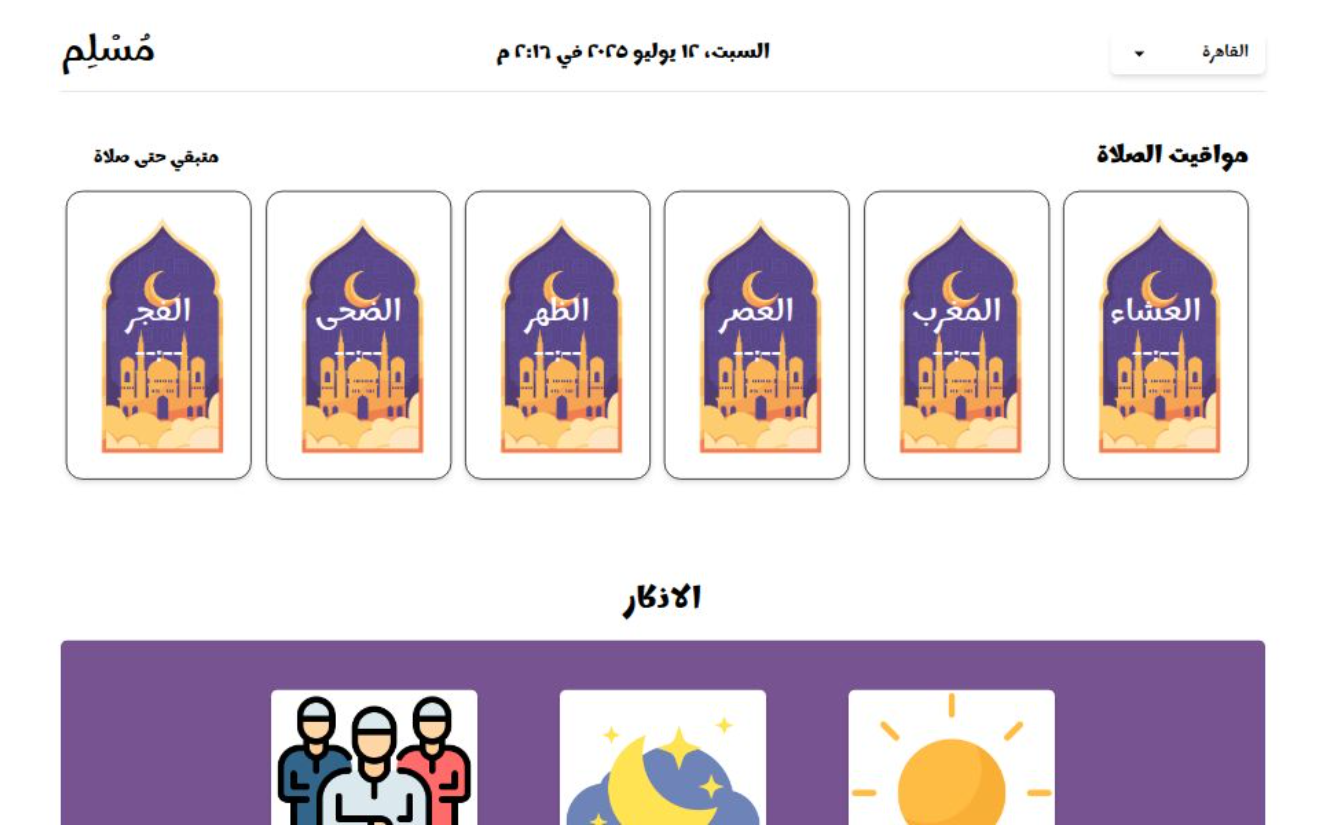 القاهرة
السبت، ١٢ يوليو ٢٠٢٥ في ٢:١٦ م
مُسْلِم
مواقيت الصلاة
متبقي حتى صلاة
العشاء
--:--
المغرب
--:--
العصر
--:--
الظهر
--:--
الضحى
--:--
الفجر
--:--
الاذكار